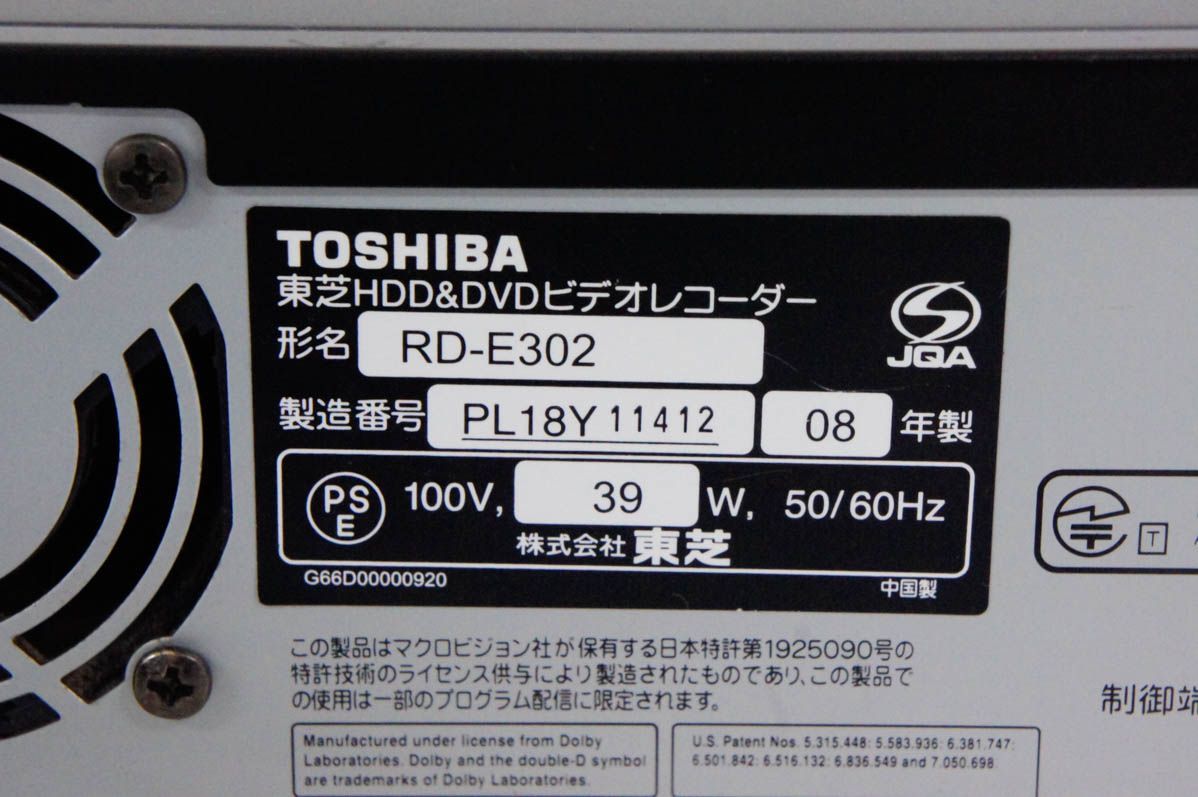 TOSHIBA
東芝HDD&DVDビデオレコーダー
JQA
形名 RD-E302
製造番号 PL18Y 11412 08 年製
PS E 100V, 39 W, 50/60Hz
株式会社 東芝
G66D00000920 中国製
T
この製品はマクロビジョン社が保有する日本特許第1925090号の
特許技術のライセンス供与により製造されたものであり、この製品で
の使用は一部のプログラム配信に限定されます。
制御端
Manufactured under license from Dolby
Laboratories. Dolby and the double-D symbol
are trademarks of Dolby Laboratories.
U.S. Patent Nos. 5.315.448: 5.583.936: 6.381.747:
6.501.842: 6.516.132: 6.836.549 and 7.050.698